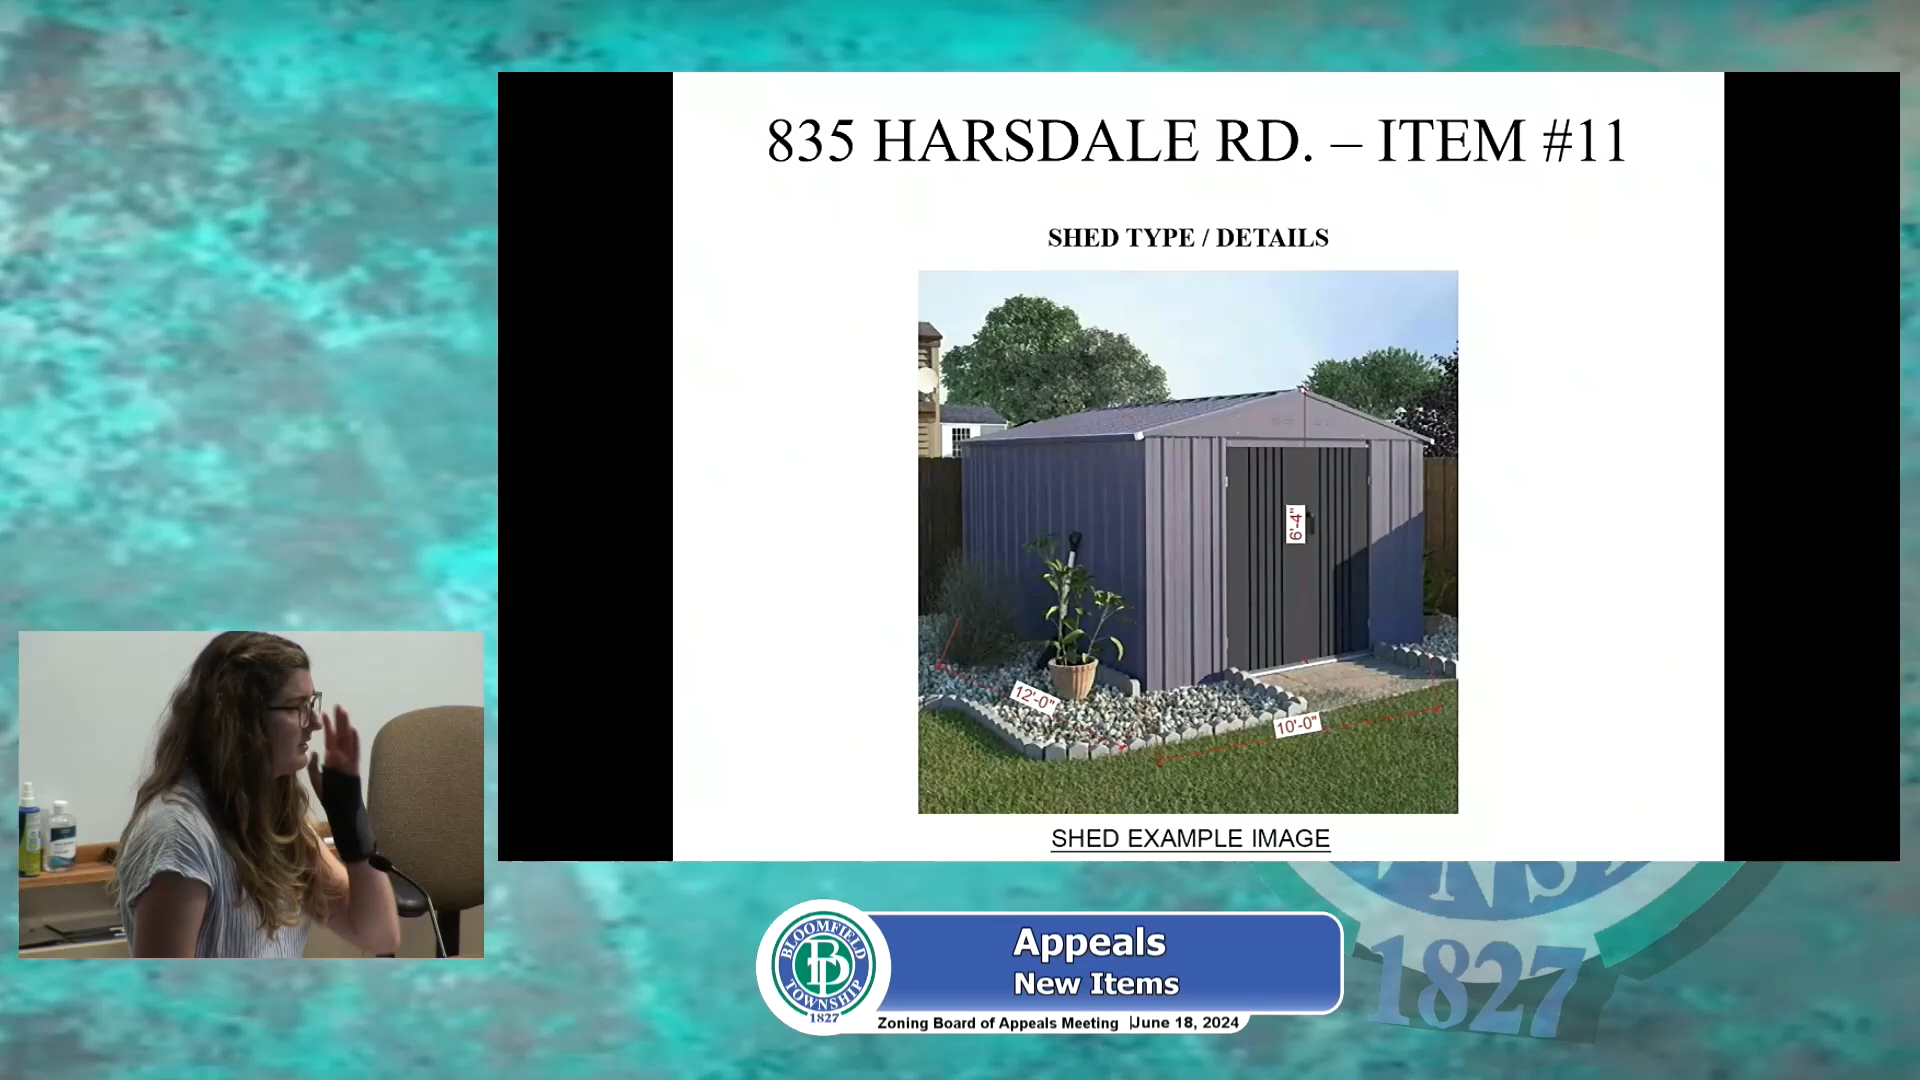 835 HARSDALE RD. – ITEM #11
SHED TYPE / DETAILS
6'-4"
12'-0"
10'-0"
SHED EXAMPLE IMAGE
Appeals
New Items
BLOOMFIELD
BT
TOWNSHIP
1827
Zoning Board of Appeals Meeting |June 18, 2024
1827